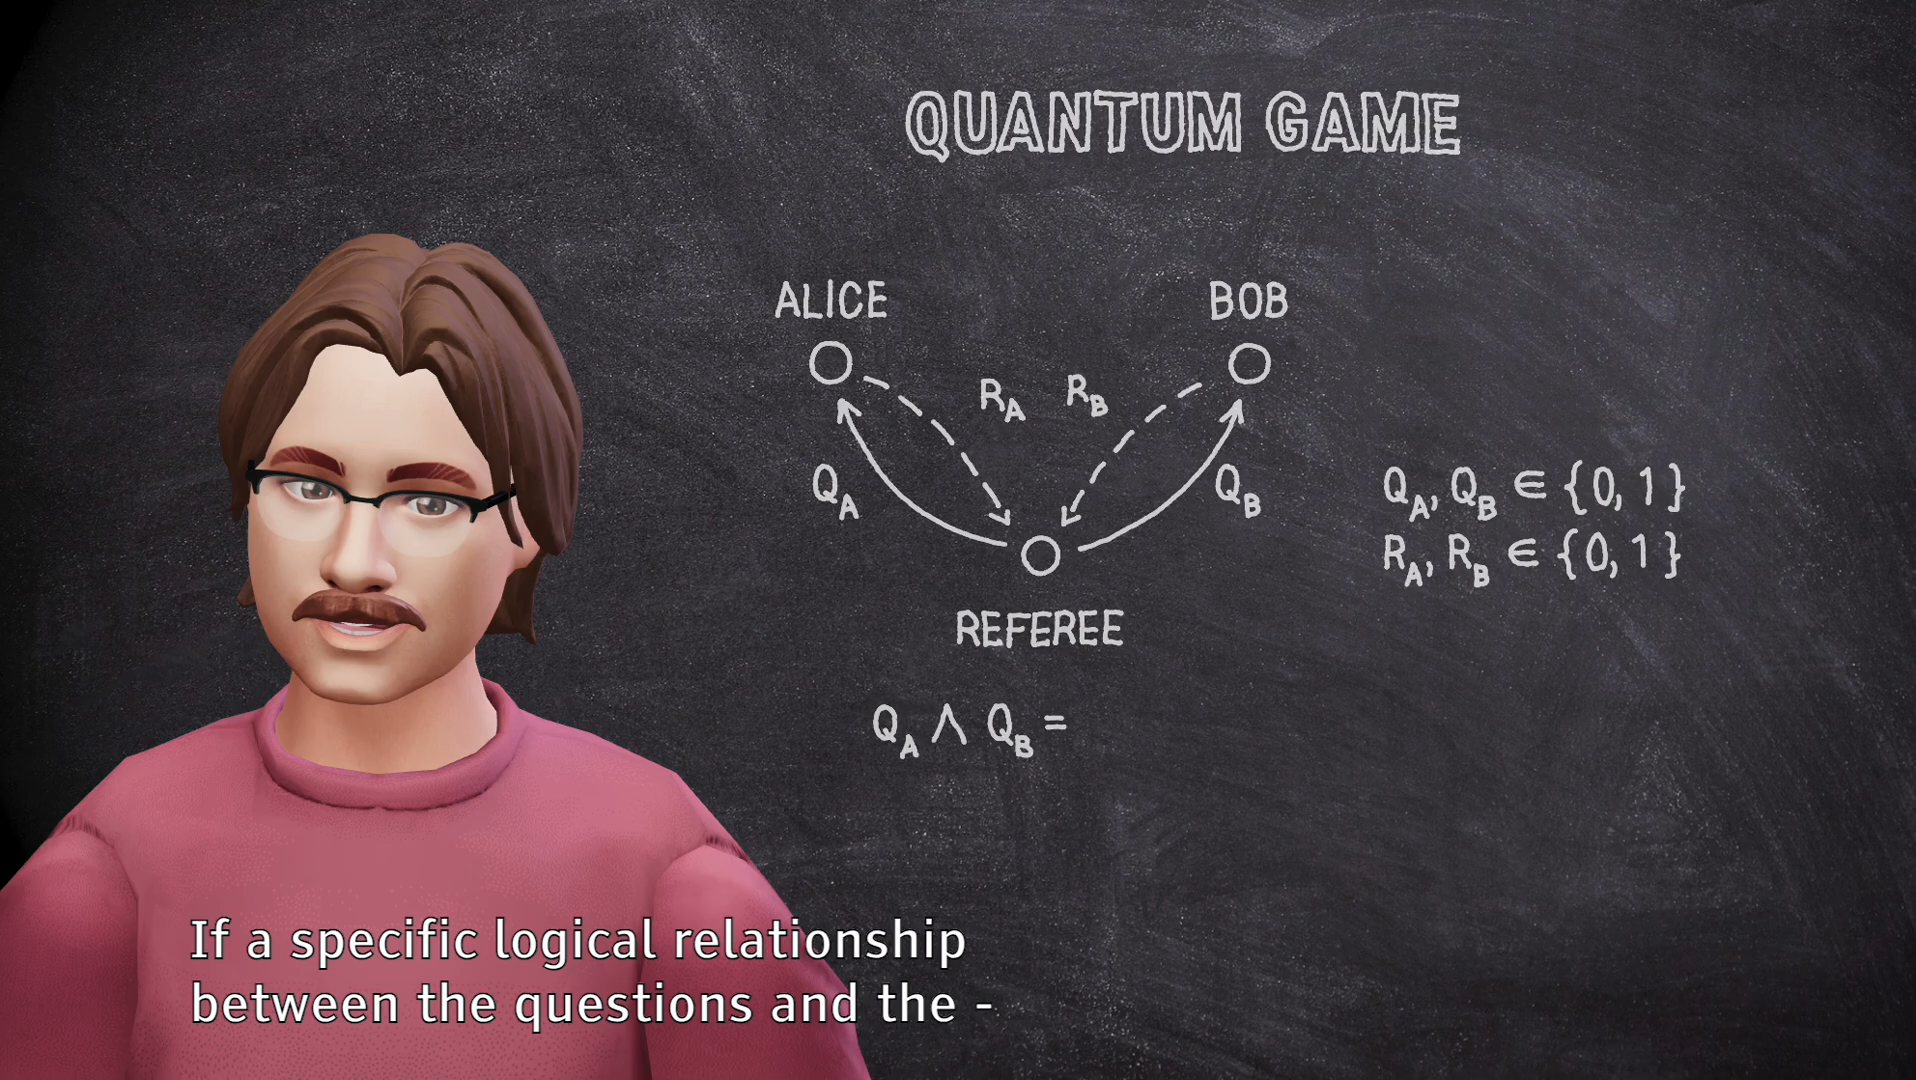 QUANTUM GAME
ALICE
BOB
R_A
R_B
Q_A
Q_B
Q_A, Q_B ∈ {0, 1}
R_A, R_B ∈ {0, 1}
REFEREE
Q_A ∧ Q_B =
If a specific logical relationship
between the questions and the -